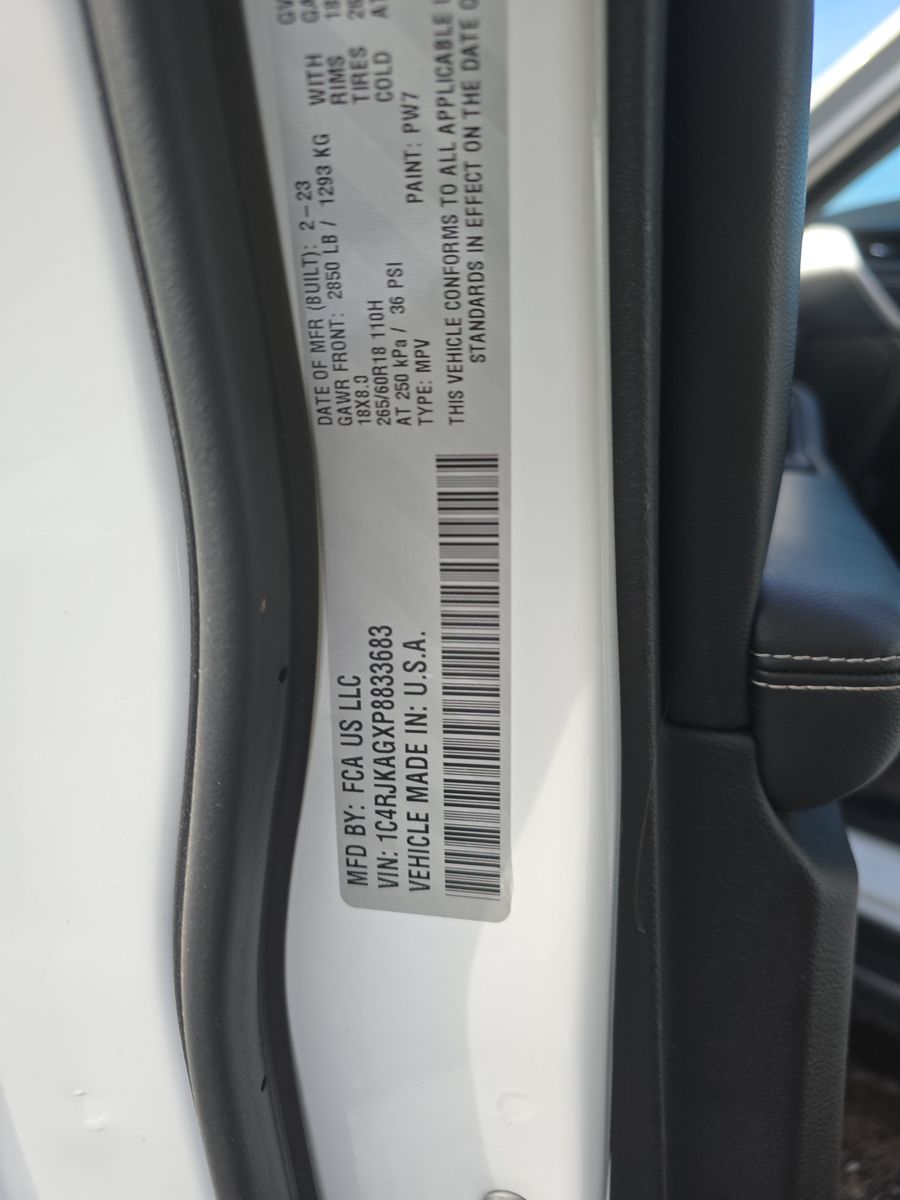 MFD BY: FCA US LLC
VIN: 1C4RJKAGXP8833683
VEHICLE MADE IN: U.S.A.
DATE OF MFR (BUILT): 2-23
GAWR FRONT: 2850 LB / 1293 KG WITH
18X8.0 RIMS
265/60R18 110H TIRES
AT 250 kPa / 36 PSI COLD
TYPE: MPV PAINT: PW7
THIS VEHICLE CONFORMS TO ALL APPLICABLE
STANDARDS IN EFFECT ON THE DATE